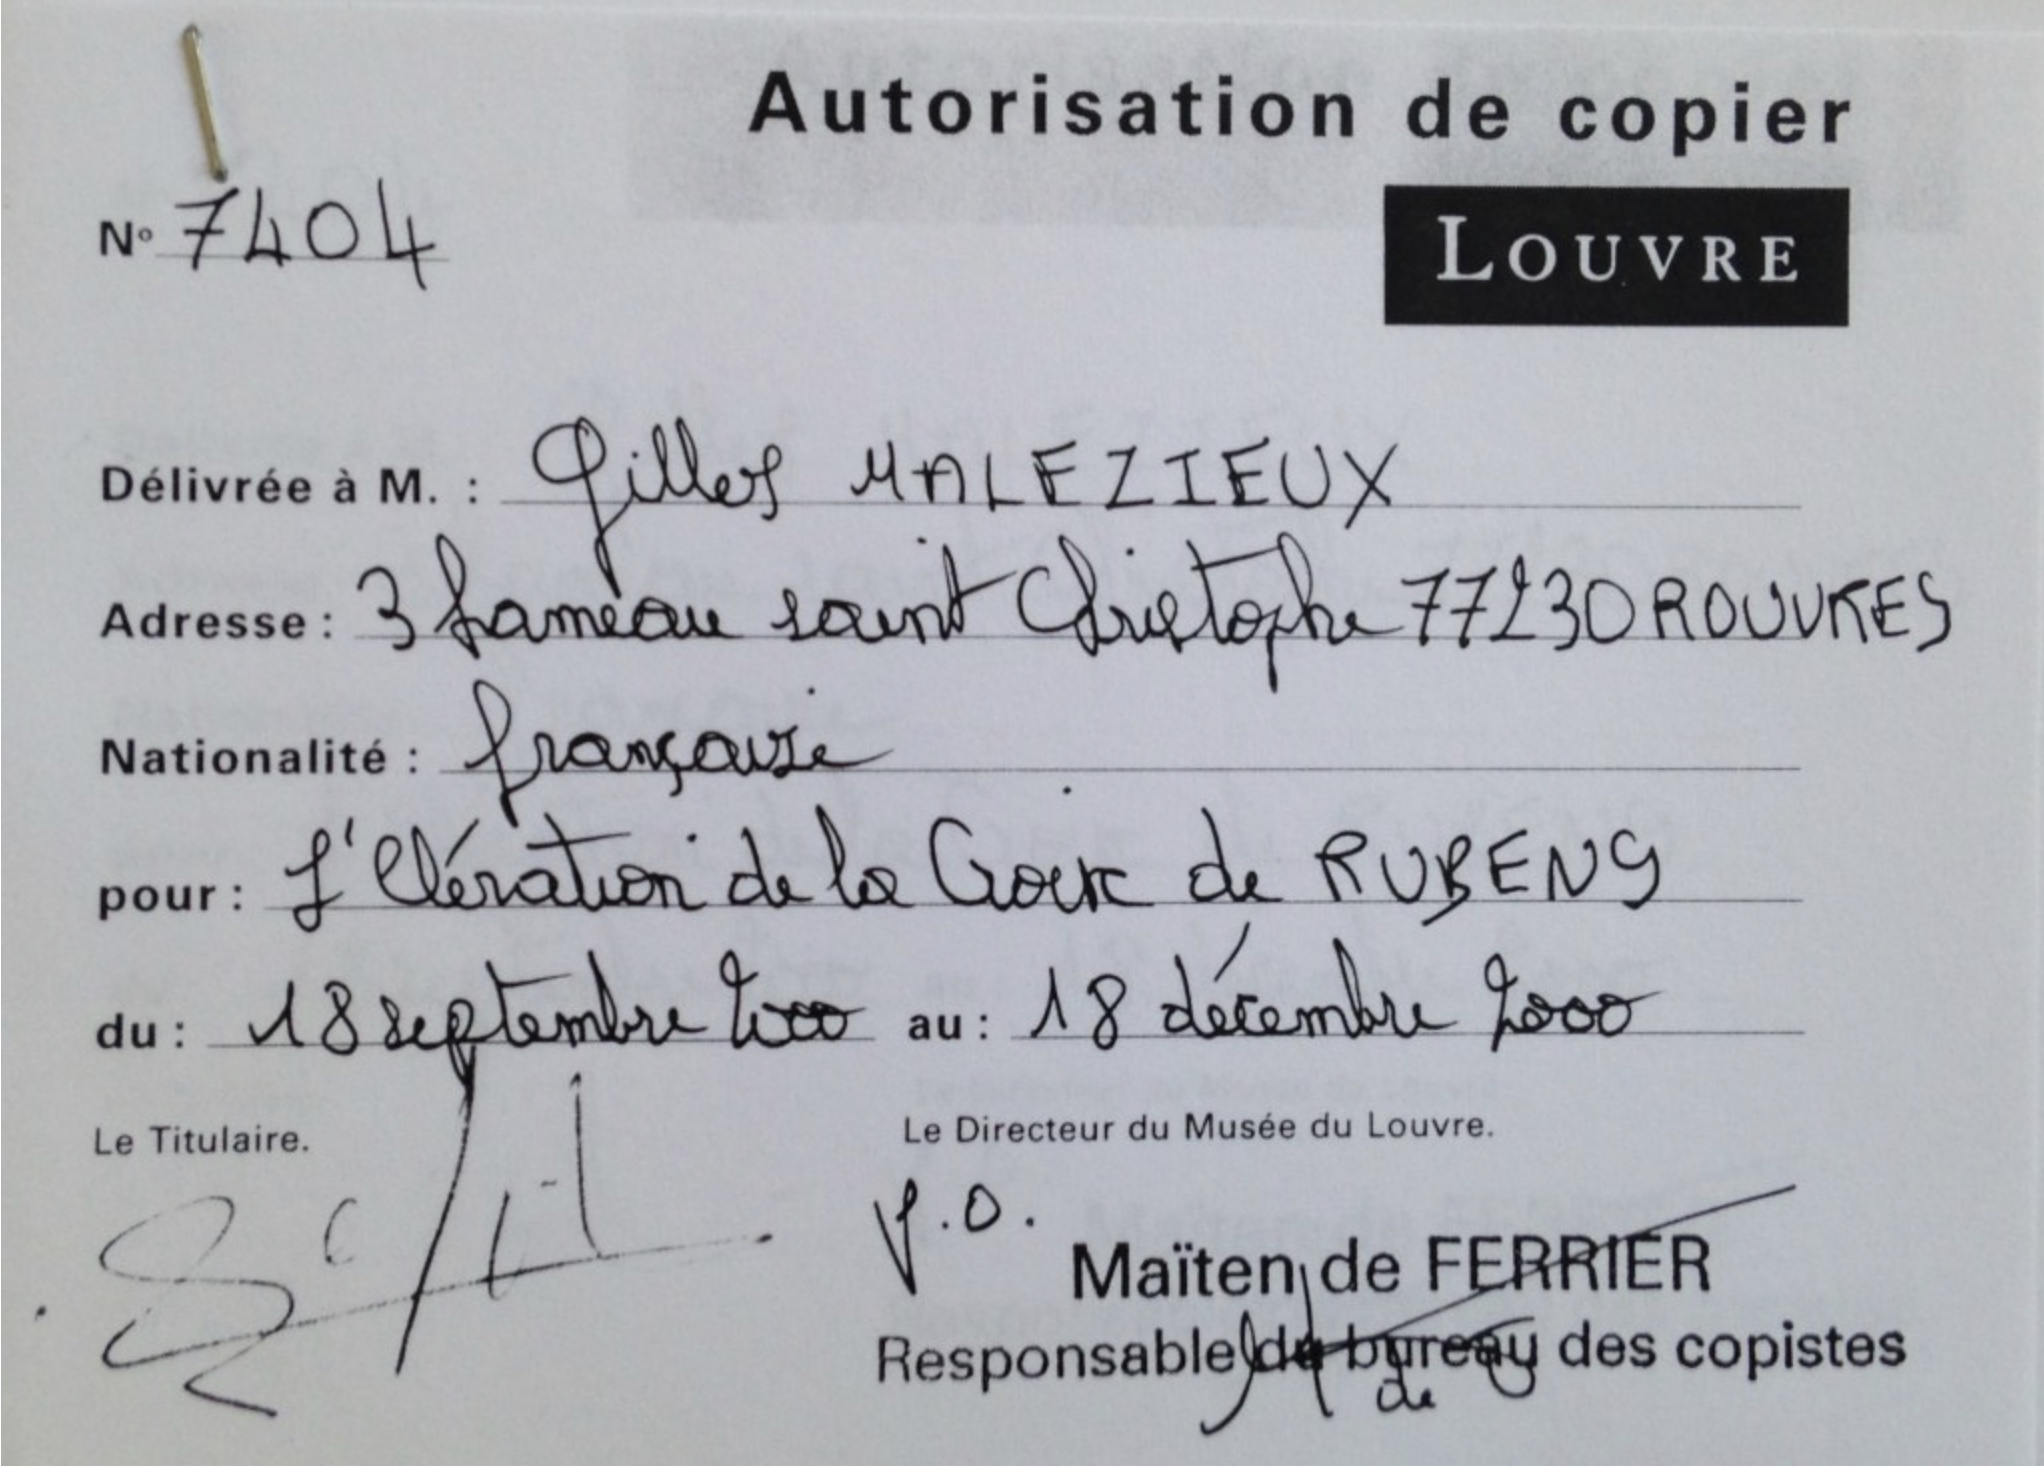 Autorisation de copier
N° 7404
LOUVRE
Délivrée à M. : Gilles MALEZIEUX
Adresse : 3 hameau saint Christophe 77230 ROUVRES
Nationalité : française
pour : L'Elévation de la Croix de RUBENS
du : 18 septembre 2000 au : 18 décembre 2000
Le Titulaire. Le Directeur du Musée du Louvre.
p.o.
Maïten de FERRIER
Responsable du bureau des copistes